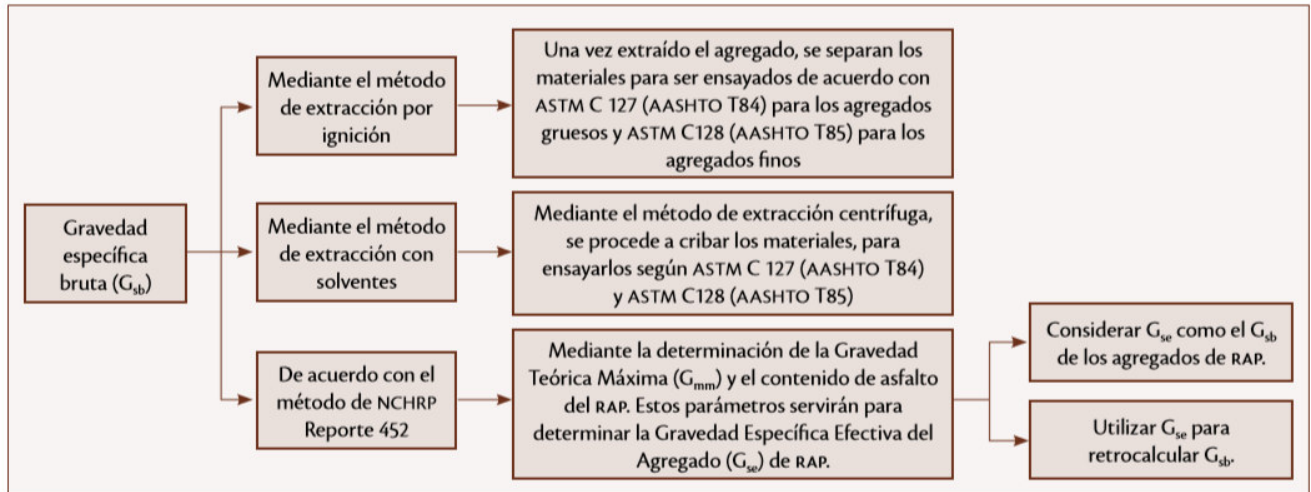 Gravedad
específica
bruta (Gsb)
Mediante el método
de extracción por
ignición
Una vez extraído el agregado, se separan los
materiales para ser ensayados de acuerdo con
ASTM C 127 (AASHTO T84) para los agregados
gruesos y ASTM C128 (AASHTO T85) para los
agregados finos
Mediante el método
de extracción con
solventes
Mediante el método de extracción centrífuga,
se procede a cribar los materiales, para
ensayarlos según ASTM C 127 (AASHTO T84)
y ASTM C128 (AASHTO T85)
De acuerdo con el
método de NCHRP
Reporte 452
Mediante la determinación de la Gravedad
Teórica Máxima (Gmm) y el contenido de asfalto
del RAP. Estos parámetros servirán para
determinar la Gravedad Específica Efectiva del
Agregado (Gse) de RAP.
Considerar Gse como el Gsb
de los agregados de RAP.
Utilizar Gse para
retrocalcular Gsb.